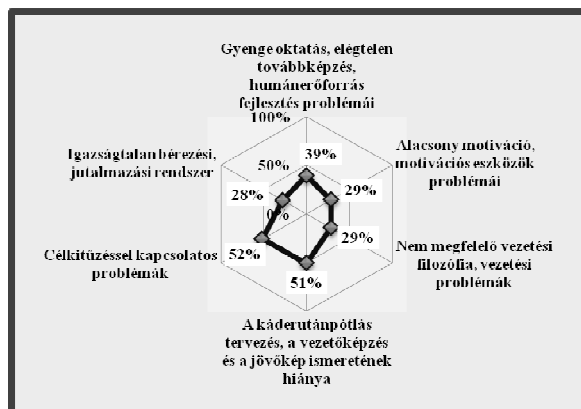 Gyenge oktatás, elégtelen
továbbképzés,
humánerőforrás
fejlesztés problémái
100%
Igazságtalan bérezési,
jutalmazási rendszer
Alacsony motiváció,
motivációs eszközök
problémái
50%
39%
28%
29%
0%
29%
52%
51%
Célkitűzéssel kapcsolatos
problémák
Nem megfelelő vezetési
filozófia, vezetési
problémák
A káderutánpótlás
tervezés, a vezetőképzés
és a jövőkép ismeretének
hiánya